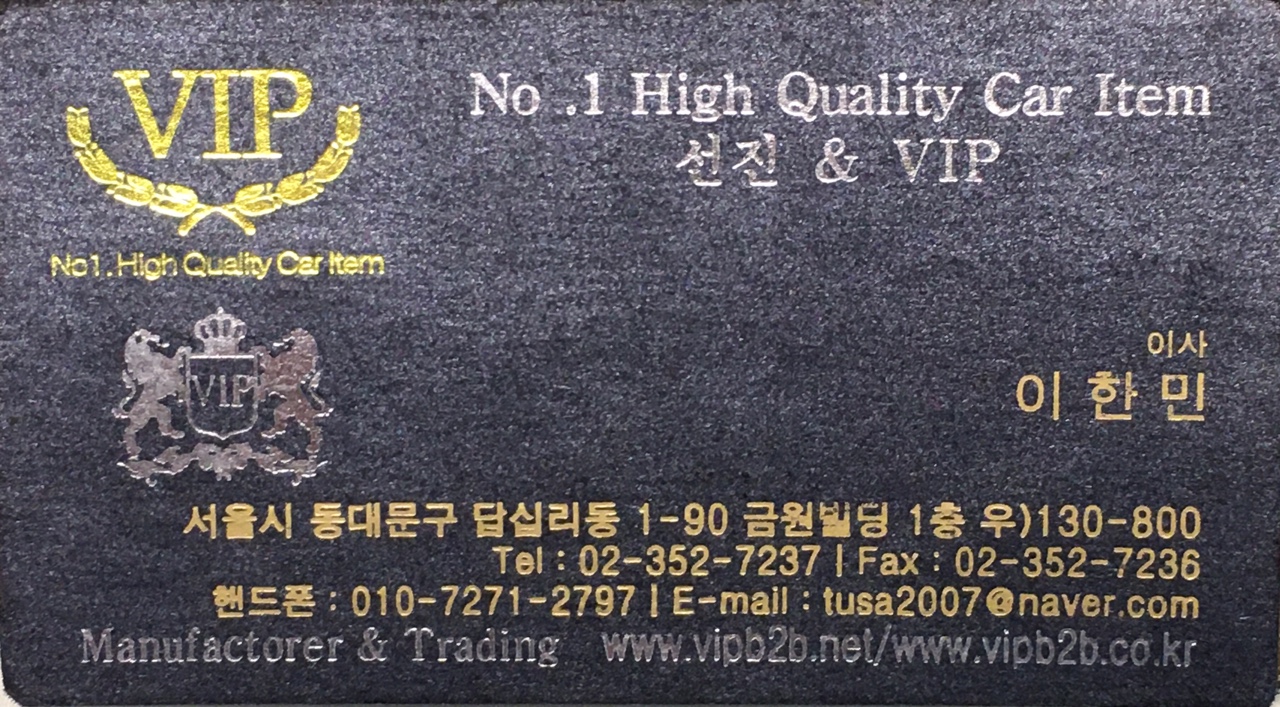 VIP
No1.High Quality Car Item
VIP
No .1 High Quality Car Item
선진 & VIP
이사
이 한 민
서울시 동대문구 답십리동 1-90 금원빌딩 1층 우)130-800
Tel : 02-352-7237 | Fax : 02-352-7236
핸드폰 : 010-7271-2797 | E-mail : tusa2007@naver.com
Manufactorer & Trading www.vipb2b.net/www.vipb2b.co.kr